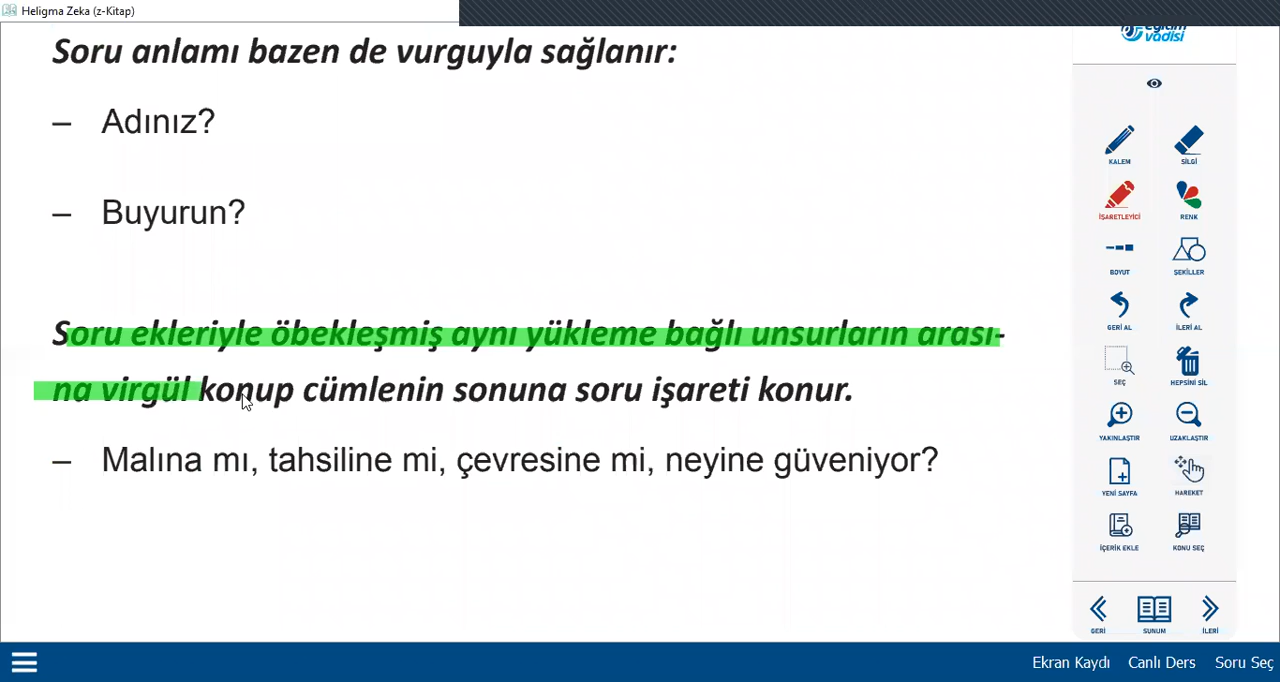 Heligma Zeka (z-Kitap)
Soru anlamı bazen de vurguyla sağlanır:
– Adınız?
– Buyurun?
Soru ekleriyle öbekleşmiş aynı yükleme bağlı unsurların arası-
na virgül konup cümlenin sonuna soru işareti konur.
– Malına mı, tahsiline mi, çevresine mi, neyine güveniyor?
eğitim
vadisi
KALEM SİLGİ
İŞARETLEYİCİ RENK
BOYUT ŞEKİLLER
GERİ AL İLERİ AL
SEÇ HEPSİNİ SİL
YAKINLAŞTIR UZAKLAŞTIR
YENİ SAYFA HAREKET
İÇERİK EKLE KONU SEÇ
GERİ SUNUM İLERİ
Ekran Kaydı Canlı Ders Soru Seç